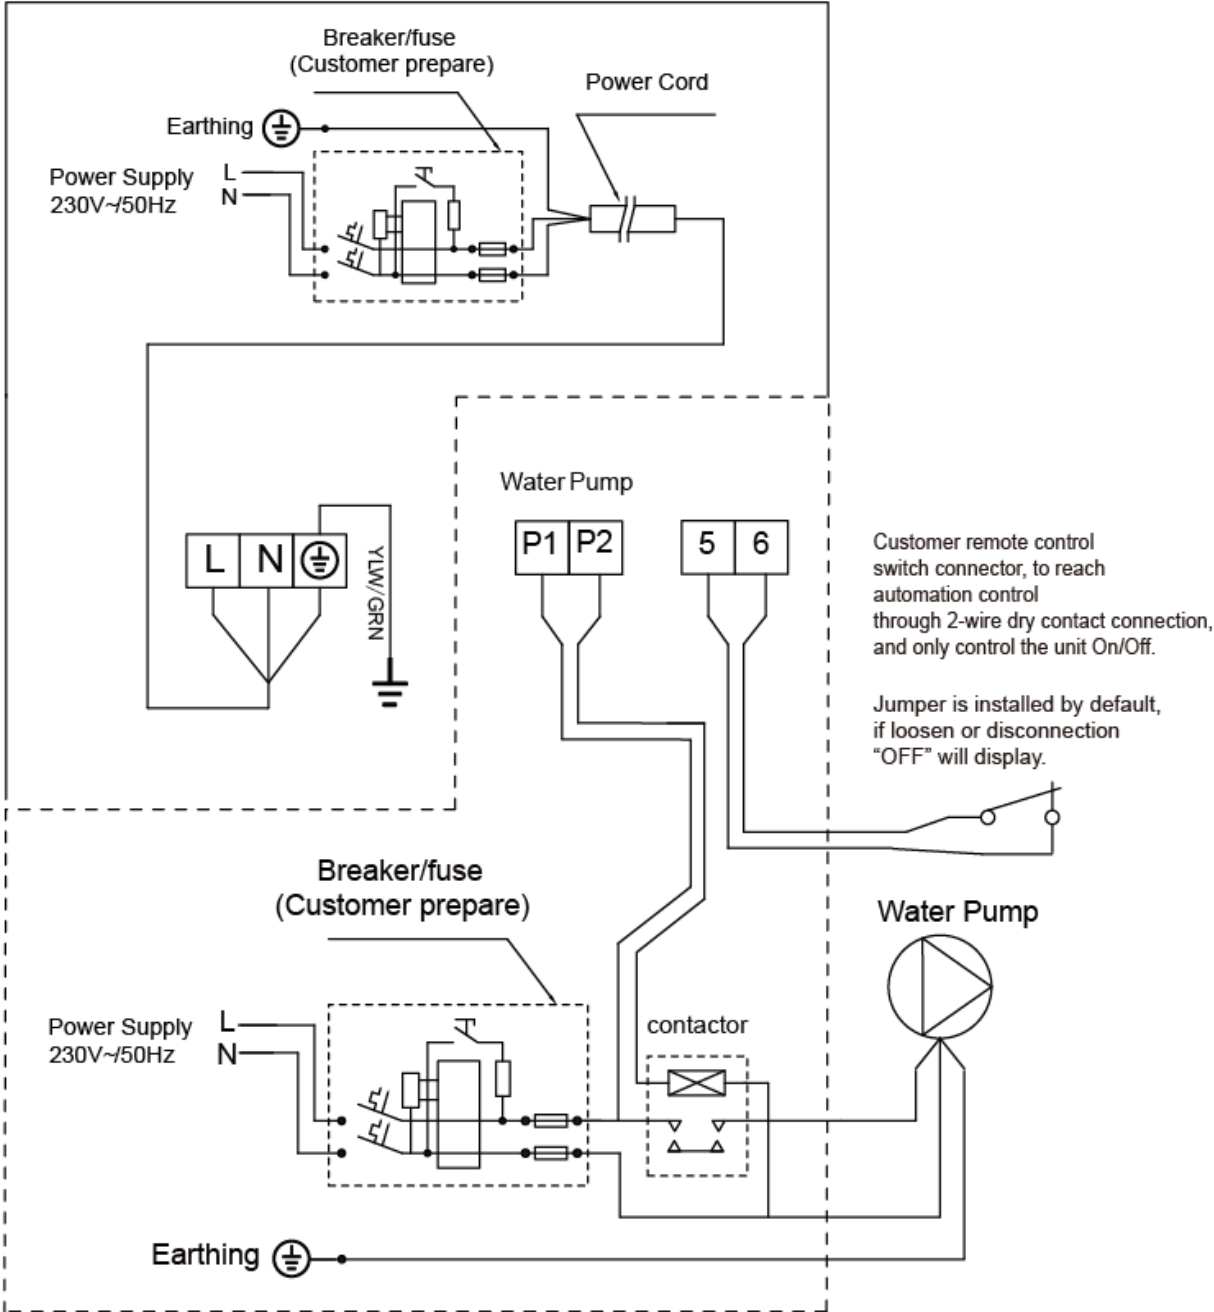 Breaker/fuse
(Customer prepare)
Power Cord
Earthing
Power Supply
230V~/50Hz
L
N
Water Pump
P1 P2
5 6
L N
YLW/GRN
Customer remote control
switch connector, to reach
automation control
through 2-wire dry contact connection,
and only control the unit On/Off.
Jumper is installed by default,
if loosen or disconnection
“OFF” will display.
Breaker/fuse
(Customer prepare)
Water Pump
Power Supply
230V~/50Hz
L
N
contactor
Earthing